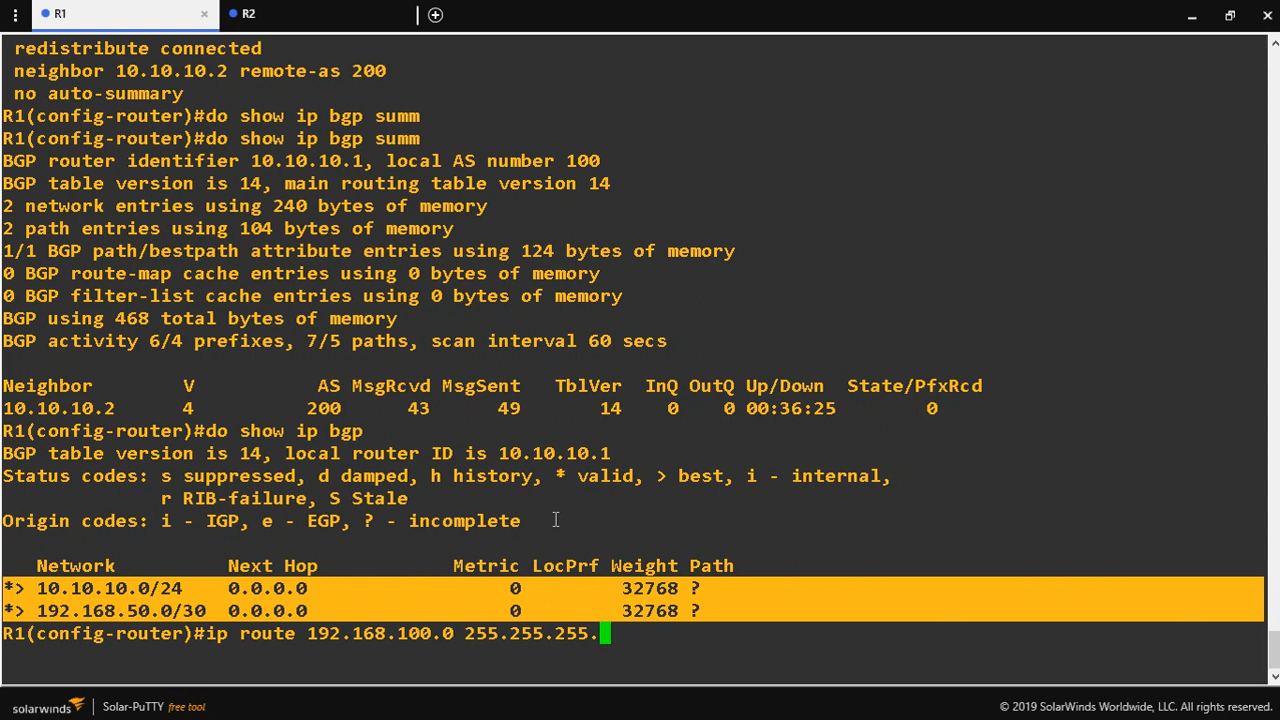 R1
R2
redistribute connected
neighbor 10.10.10.2 remote-as 200
no auto-summary
R1(config-router)#do show ip bgp summ
R1(config-router)#do show ip bgp summ
BGP router identifier 10.10.10.1, local AS number 100
BGP table version is 14, main routing table version 14
2 network entries using 240 bytes of memory
2 path entries using 104 bytes of memory
1/1 BGP path/bestpath attribute entries using 124 bytes of memory
0 BGP route-map cache entries using 0 bytes of memory
0 BGP filter-list cache entries using 0 bytes of memory
BGP using 468 total bytes of memory
BGP activity 6/4 prefixes, 7/5 paths, scan interval 60 secs
Neighbor V AS MsgRcvd MsgSent TblVer InQ OutQ Up/Down State/PfxRcd
10.10.10.2 4 200 43 49 14 0 0 00:36:25 0
R1(config-router)#do show ip bgp
BGP table version is 14, local router ID is 10.10.10.1
Status codes: s suppressed, d damped, h history, * valid, > best, i - internal,
r RIB-failure, S Stale
Origin codes: i - IGP, e - EGP, ? - incomplete
Network Next Hop Metric LocPrf Weight Path
*> 10.10.10.0/24 0.0.0.0 0 32768 ?
*> 192.168.50.0/30 0.0.0.0 0 32768 ?
R1(config-router)#ip route 192.168.100.0 255.255.255.
solarwinds Solar-PuTTY free tool © 2019 SolarWinds Worldwide, LLC. All rights reserved.